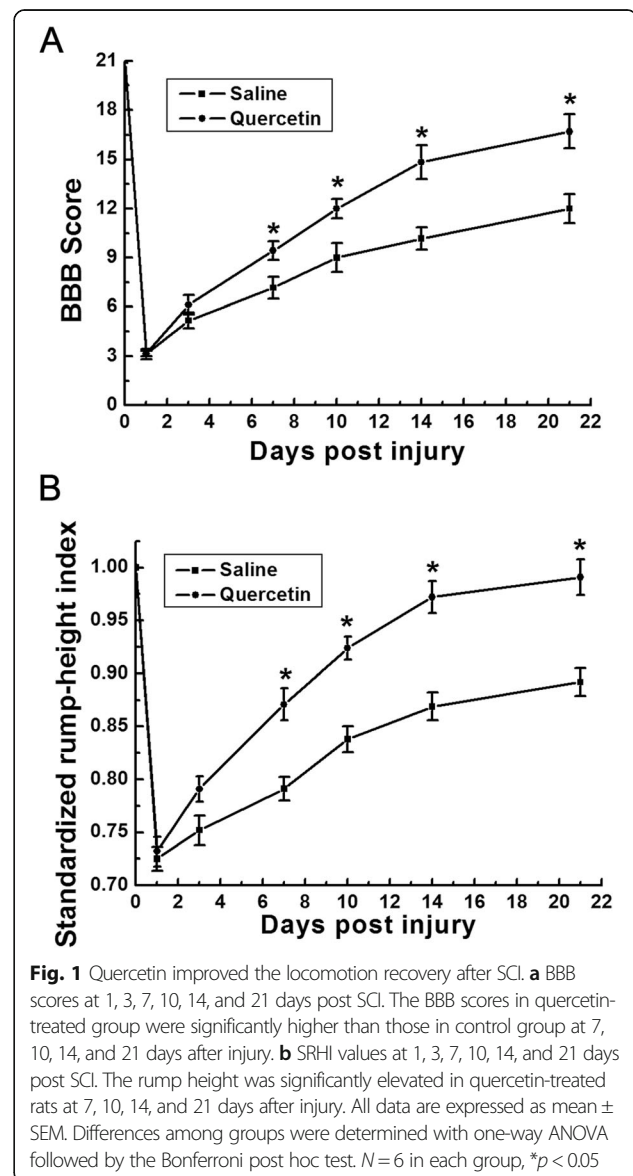 A
21
18
15
12
9
6
3
0
BBB Score
Saline
Quercetin
*
*
*
*
0 2 4 6 8 10 12 14 16 18 20 22
Days post injury
B
1.00
0.95
0.90
0.85
0.80
0.75
0.70
Standardized rump-height index
Saline
Quercetin
*
*
*
*
0 2 4 6 8 10 12 14 16 18 20 22
Days post injury
Fig. 1 Quercetin improved the locomotion recovery after SCI. a BBB
scores at 1, 3, 7, 10, 14, and 21 days post SCI. The BBB scores in quercetin-
treated group were significantly higher than those in control group at 7,
10, 14, and 21 days after injury. b SRHI values at 1, 3, 7, 10, 14, and 21 days
post SCI. The rump height was significantly elevated in quercetin-treated
rats at 7, 10, 14, and 21 days after injury. All data are expressed as mean ±
SEM. Differences among groups were determined with one-way ANOVA
followed by the Bonferroni post hoc test. N = 6 in each group, *p < 0.05